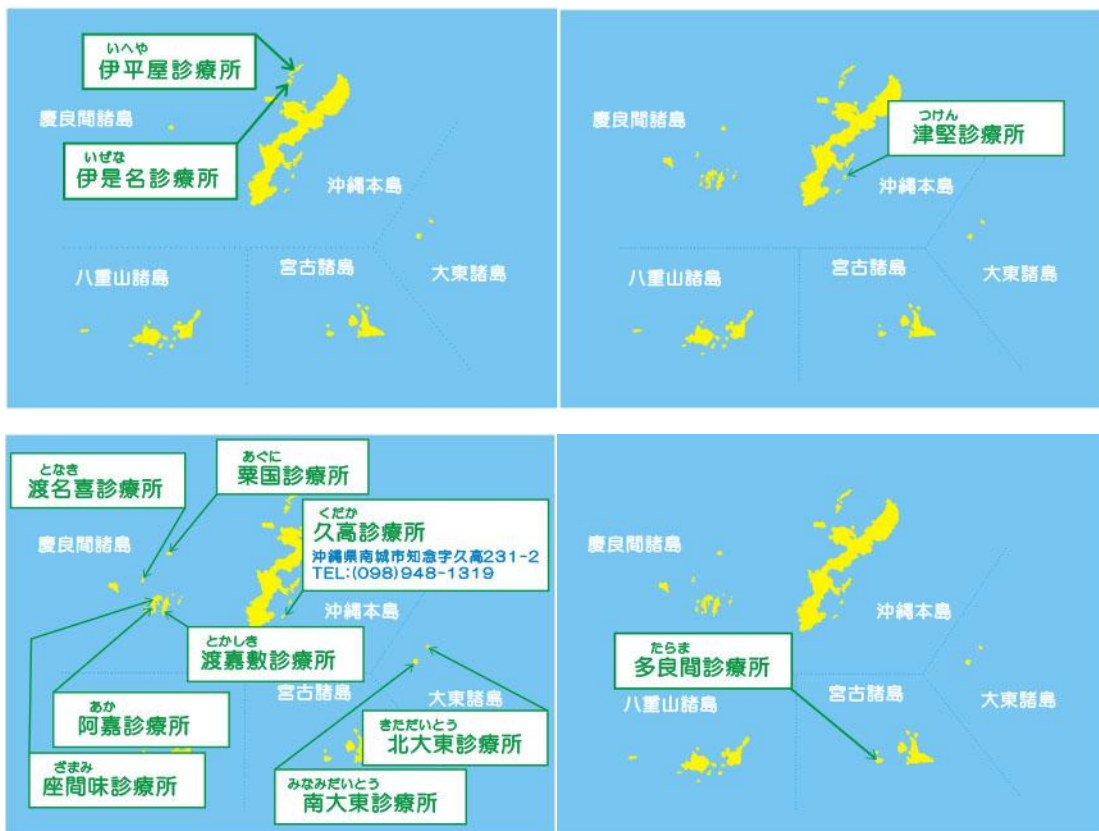 いへや
伊平屋診療所
慶良間諸島
いぜな
伊是名診療所
沖縄本島
八重山諸島
宮古諸島
大東諸島
慶良間諸島
つけん
津堅診療所
沖縄本島
八重山諸島
宮古諸島
大東諸島
となき
渡名喜診療所
あぐに
粟国診療所
慶良間諸島
くだか
久高診療所
沖縄県南城市知念字久高231-2
TEL:(098)948-1319
沖縄本島
とかしき
渡嘉敷診療所
宮古諸島
大東諸島
あか
阿嘉診療所
きただいとう
北大東診療所
ざまみ
座間味診療所
みなみだいとう
南大東診療所
慶良間諸島
沖縄本島
たらま
多良間診療所
八重山諸島
宮古諸島
大東諸島